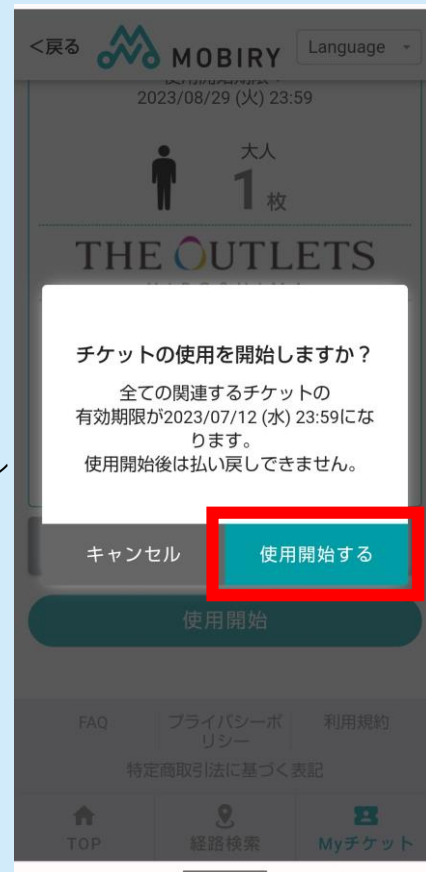 <戻る MOBIRY Language
2023/08/29 (火) 23:59
大人
1 枚
THE OUTLETS
チケットの使用を開始しますか?
全ての関連するチケットの
有効期限が2023/07/12 (水) 23:59にな
ります。
使用開始後は払い戻しできません。
キャンセル 使用開始する
使用開始
FAQ プライバシーポ 利用規約
リシー
特定商取引法に基づく表記
TOP 経路検索 Myチケット